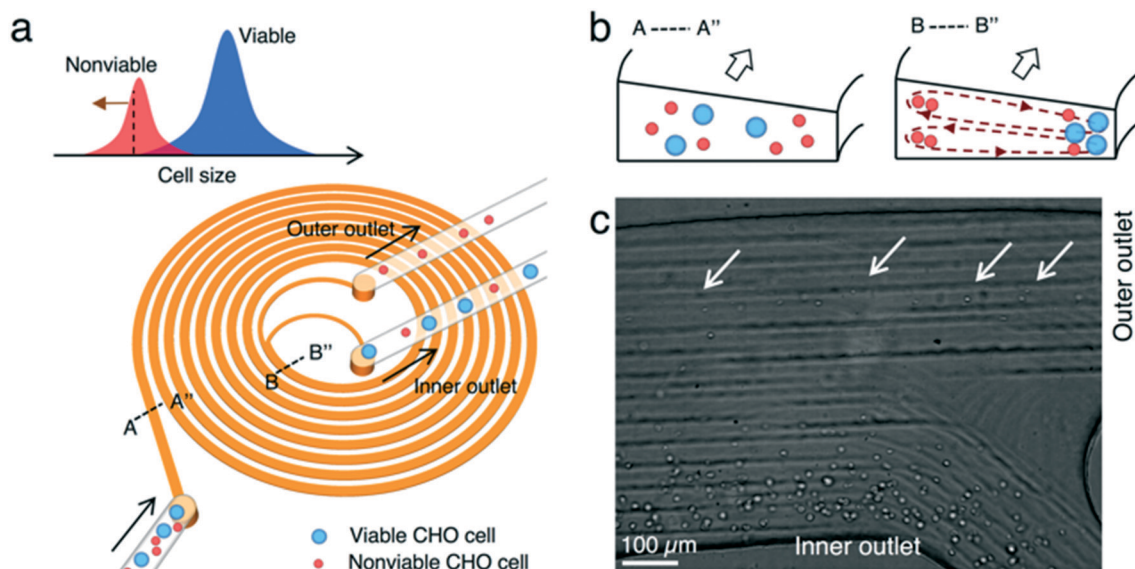 a
Viable
Nonviable
Cell size
Outer outlet
B"
B
Inner outlet
A"
A
Viable CHO cell
Nonviable CHO cell
b
A ------ A"
B ------ B"
c
Outer outlet
100 µm
Inner outlet